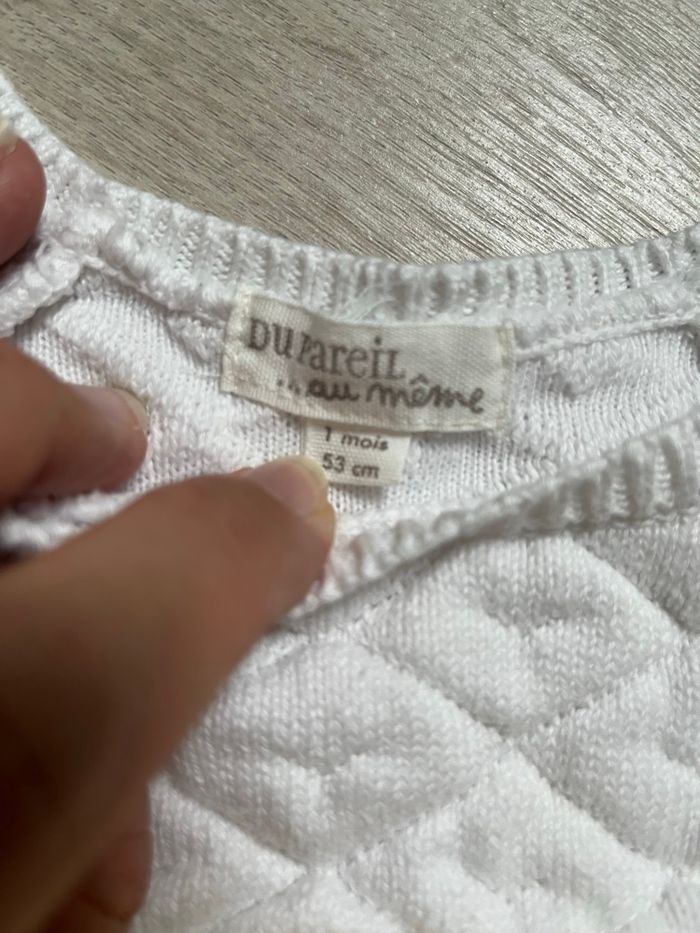 DU PAREIL
...au même
1 mois
53 cm